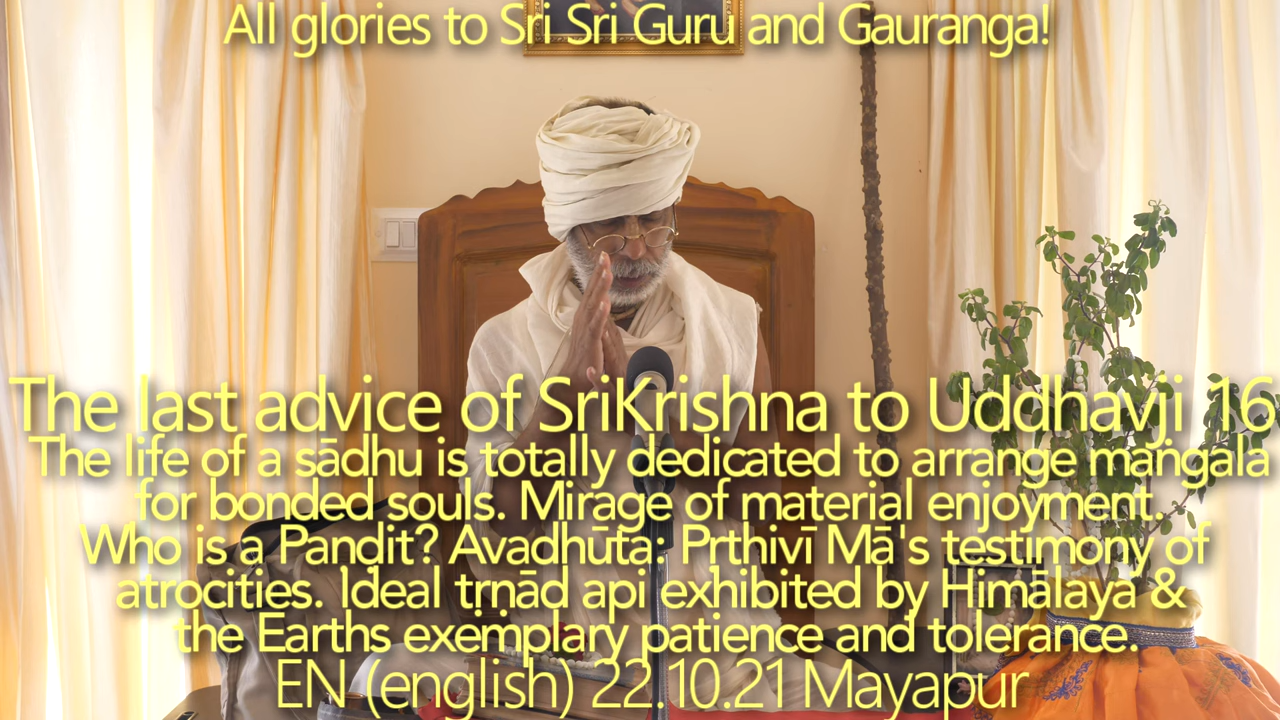 All glories to Sri Sri Guru and Gauranga!
The last advice of SriKrishna to Uddhavji 16
The life of a sādhu is totally dedicated to arrange maṅgala
for bonded souls. Mirage of material enjoyment.
Who is a Paṇḍit? Avadhūta: Pṛthivī Mā's testimony of
atrocities. Ideal tṛṇād api exhibited by Himālaya &
the Earths exemplary patience and tolerance.
EN (english) 22.10.21 Mayapur